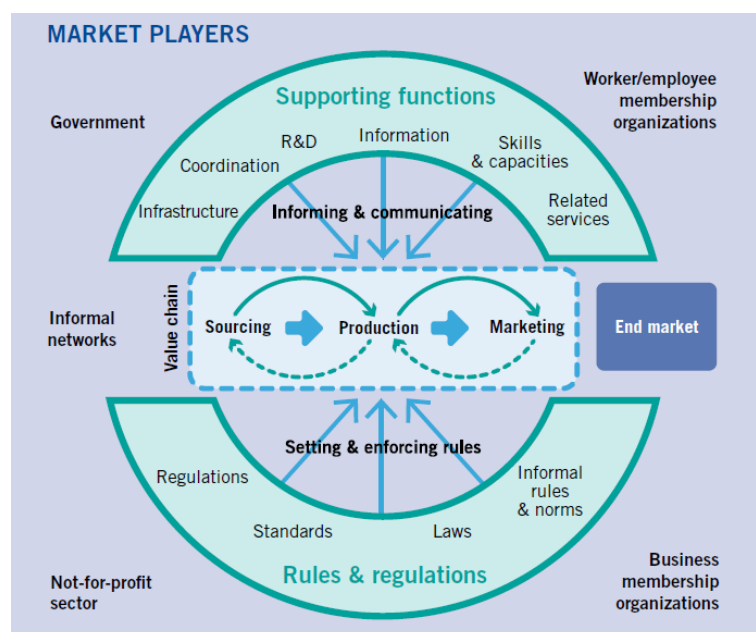 MARKET PLAYERS
Government
Worker/employee
membership
organizations
Supporting functions
Infrastructure
Coordination
R&D
Information
Skills
& capacities
Related
services
Informing & communicating
Informal
networks
Value chain
Sourcing
Production
Marketing
End market
Setting & enforcing rules
Regulations
Standards
Laws
Informal
rules
& norms
Rules & regulations
Not-for-profit
sector
Business
membership
organizations